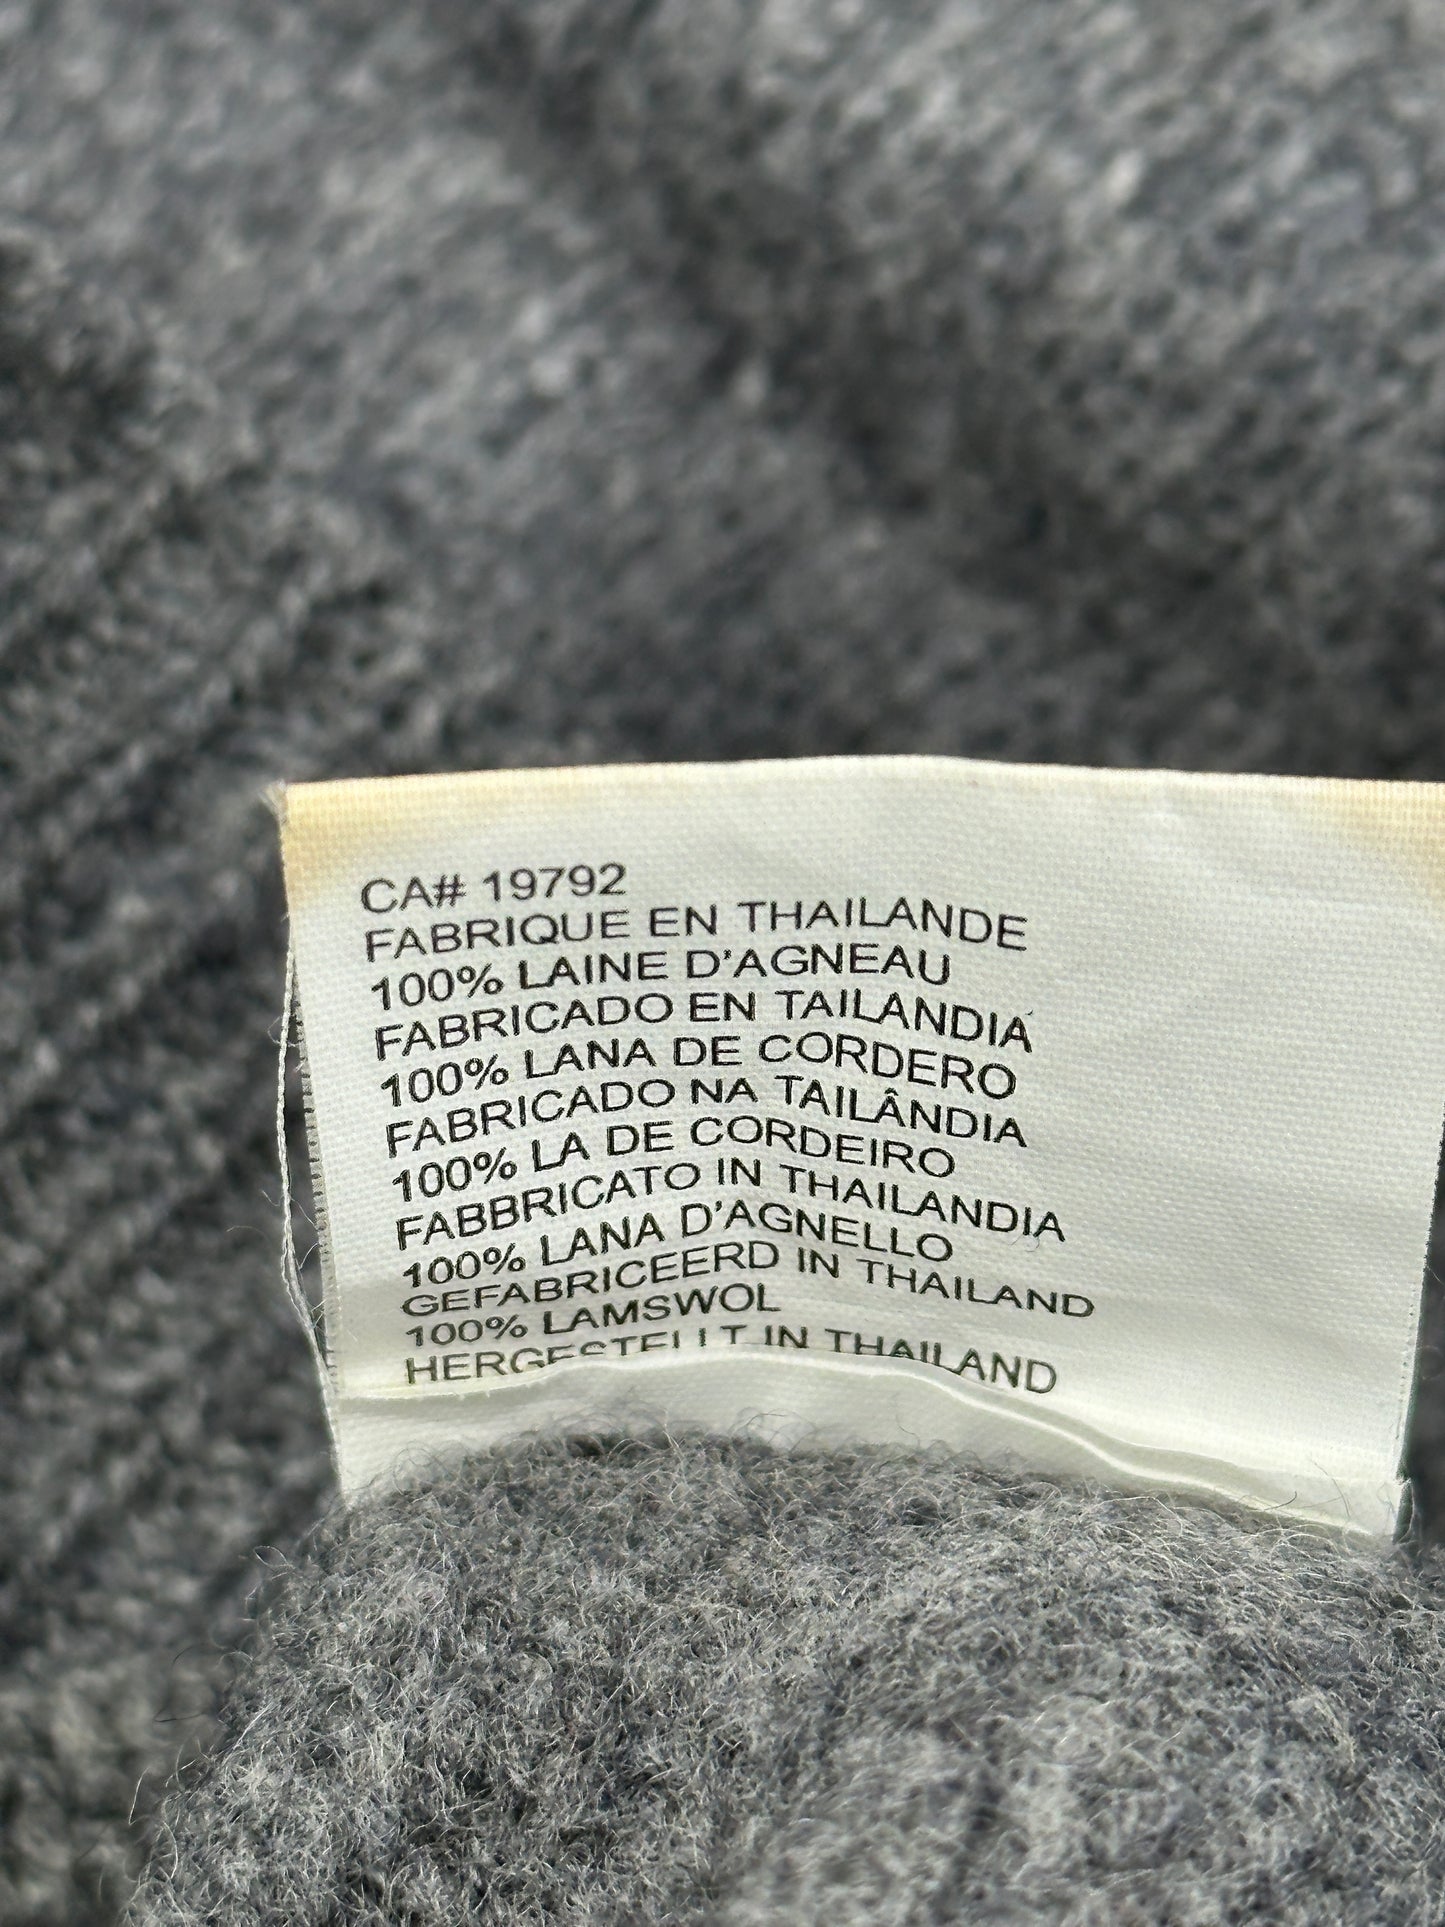 CA# 19792
FABRIQUE EN THAILANDE
100% LAINE D'AGNEAU
FABRICADO EN TAILANDIA
100% LANA DE CORDERO
FABRICADO NA TAILÂNDIA
100% LA DE CORDEIRO
FABBRICATO IN THAILANDIA
100% LANA D'AGNELLO
GEFABRICEERD IN THAILAND
100% LAMSWOL
HERGESTELLT IN THAILAND